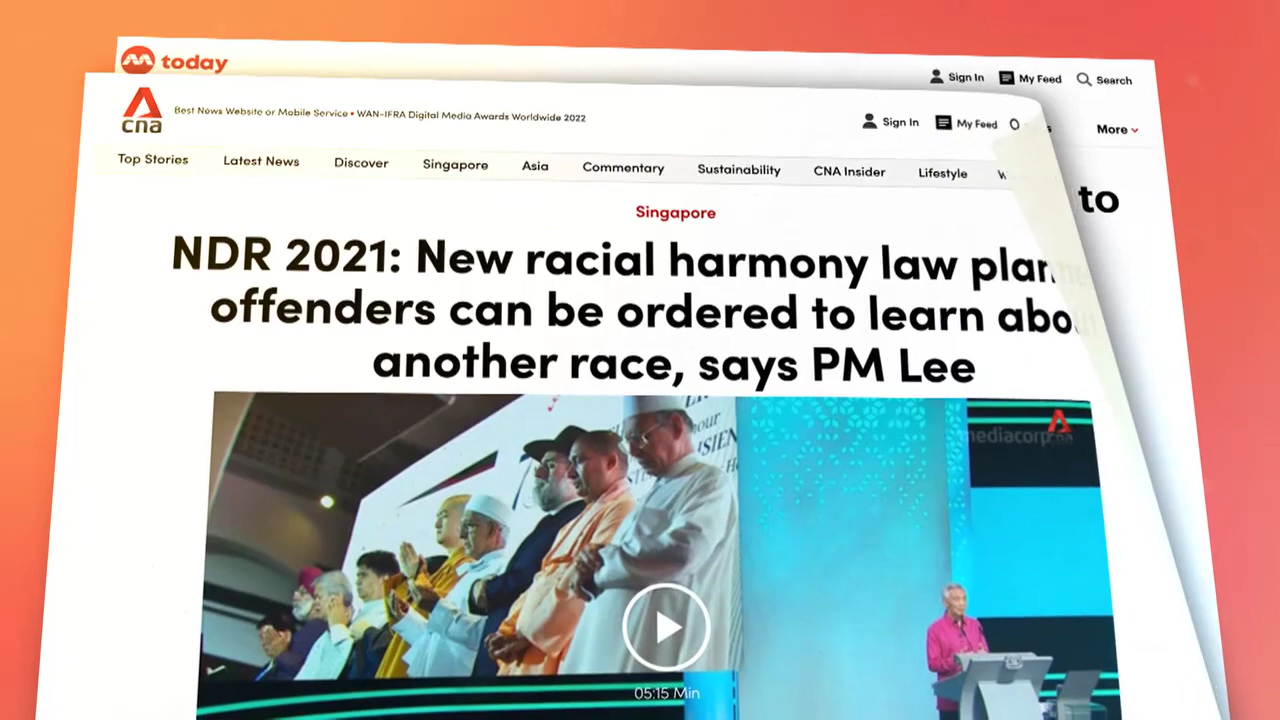 today
Sign In
My Feed
Search
cna
Best News Website or Mobile Service • WAN-IFRA Digital Media Awards Worldwide 2022
Sign In
My Feed
More
Top Stories
Latest News
Discover
Singapore
Asia
Commentary
Sustainability
CNA Insider
Lifestyle
to
Singapore
NDR 2021: New racial harmony law
offenders can be ordered to learn
another race, says PM Lee
mediacorp
05:15 Min